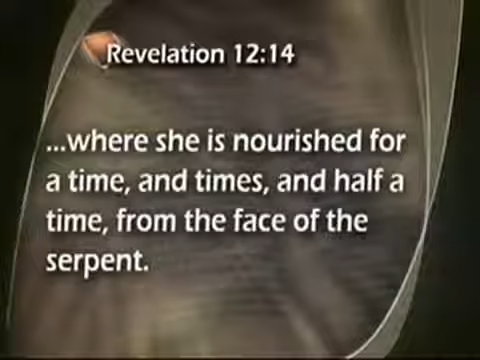 Revelation 12:14
...where she is nourished for
a time, and times, and half a
time, from the face of the
serpent.